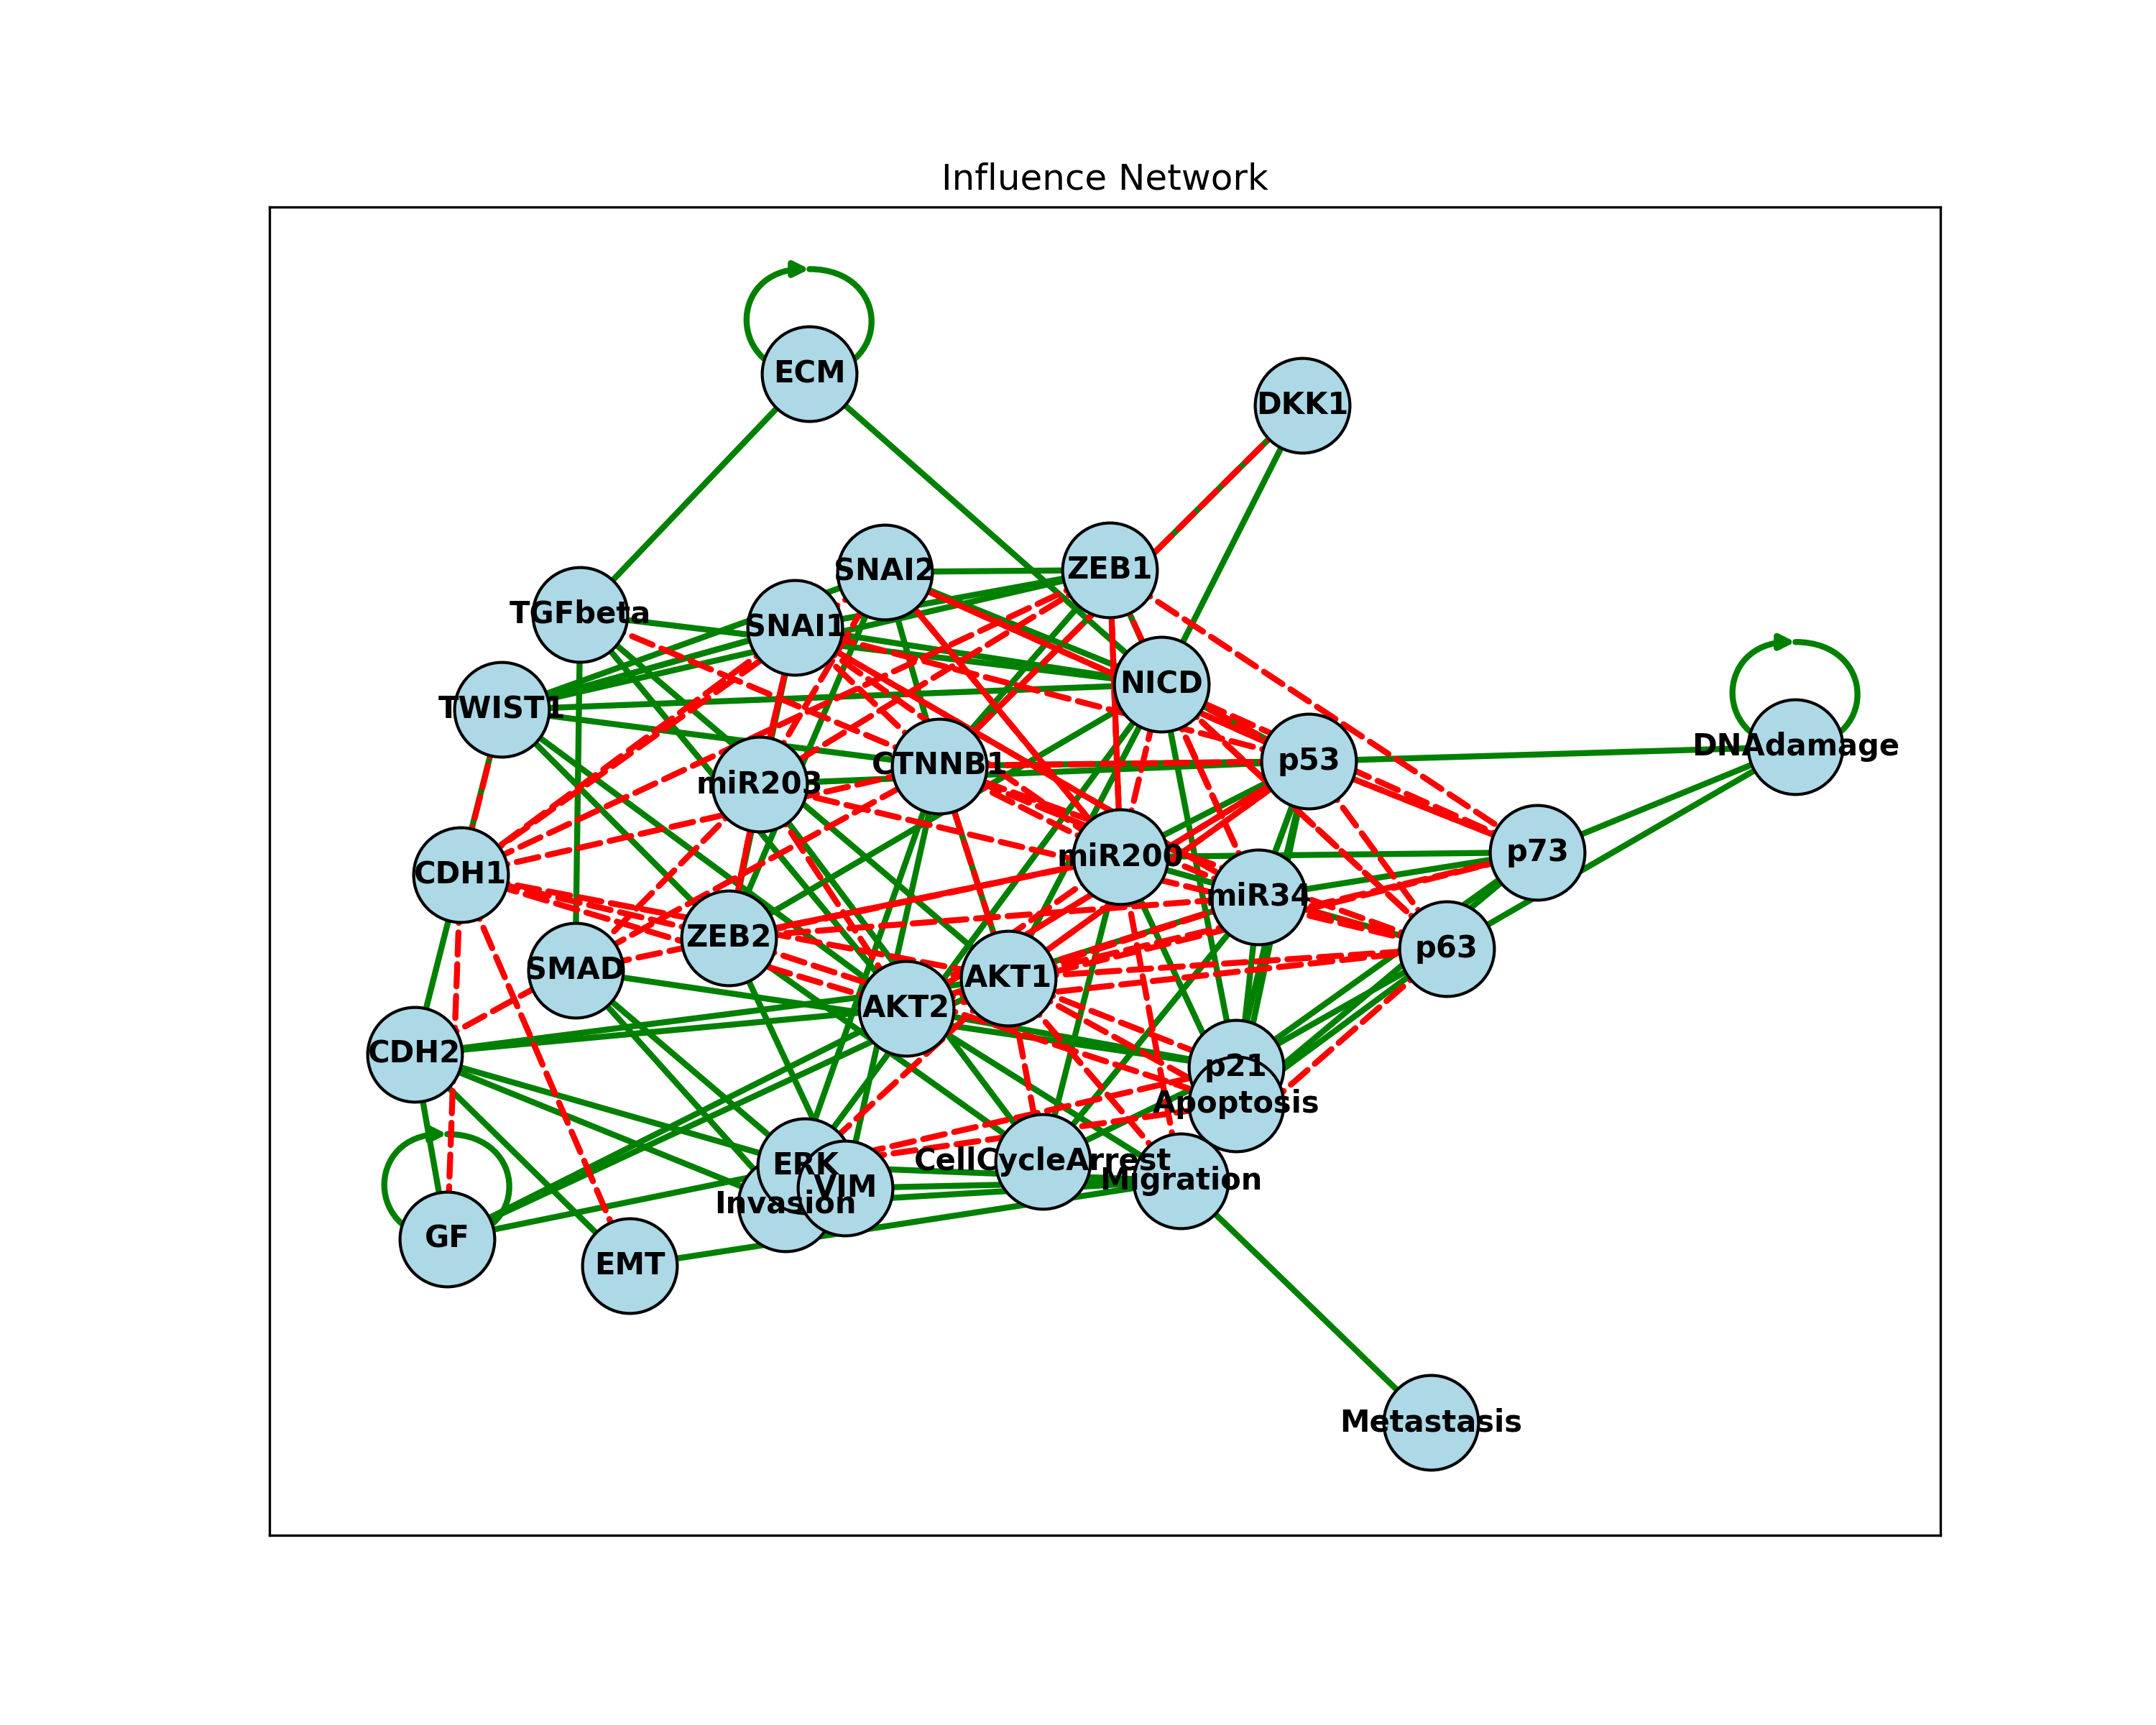 Influence Network
ECM
DKK1
SNAI2
ZEB1
TGFbeta
SNAI1
NICD
TWIST1
DNAdamage
p53
CTNNB1
miR203
p73
miR200
CDH1
miR34
ZEB2
p63
SMAD
AKT1
AKT2
CDH2
p21
Apoptosis
CellCycleArrest
ERK
Migration
VIM
Invasion
GF
EMT
Metastasis